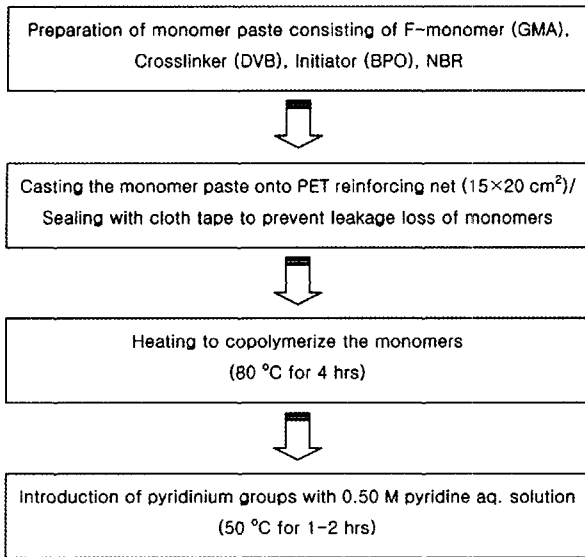 Preparation of monomer paste consisting of F-monomer (GMA),
Crosslinker (DVB), Initiator (BPO), NBR
Casting the monomer paste onto PET reinforcing net (15×20 cm²)/
Sealing with cloth tape to prevent leakage loss of monomers
Heating to copolymerize the monomers
(80 °C for 4 hrs)
Introduction of pyridinium groups with 0.50 M pyridine aq. solution
(50 °C for 1-2 hrs)